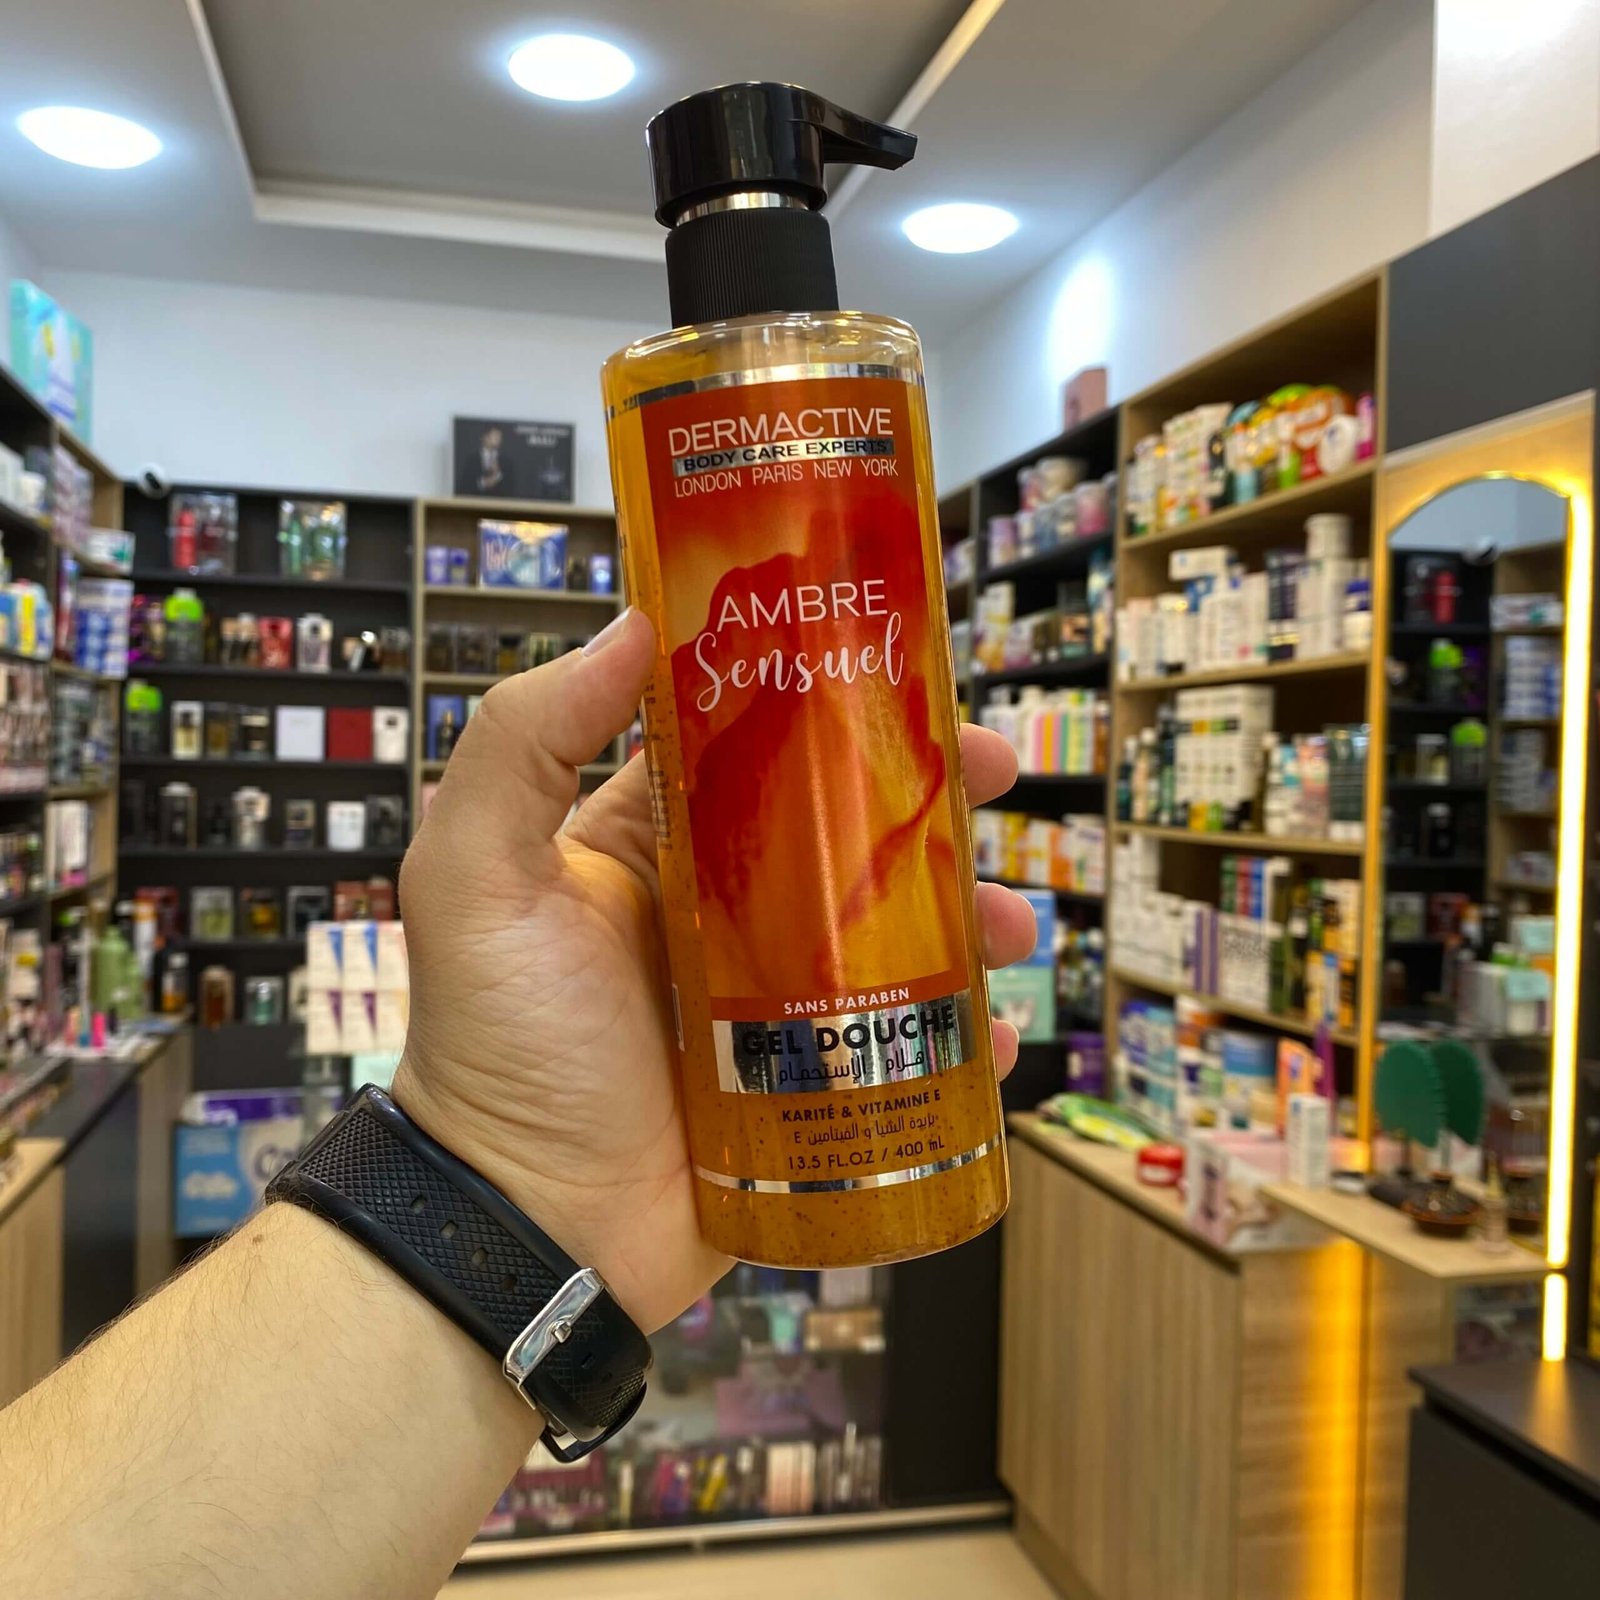 DERMACTIVE
BODY CARE EXPERTS
LONDON PARIS NEW YORK
AMBRE
Sensuel
SANS PARABEN
GEL DOUCHE
هلام الإستحمام
KARITÉ & VITAMINE E
بزبدة الشيا و الفيتامين E
13.5 FL.OZ / 400 mL